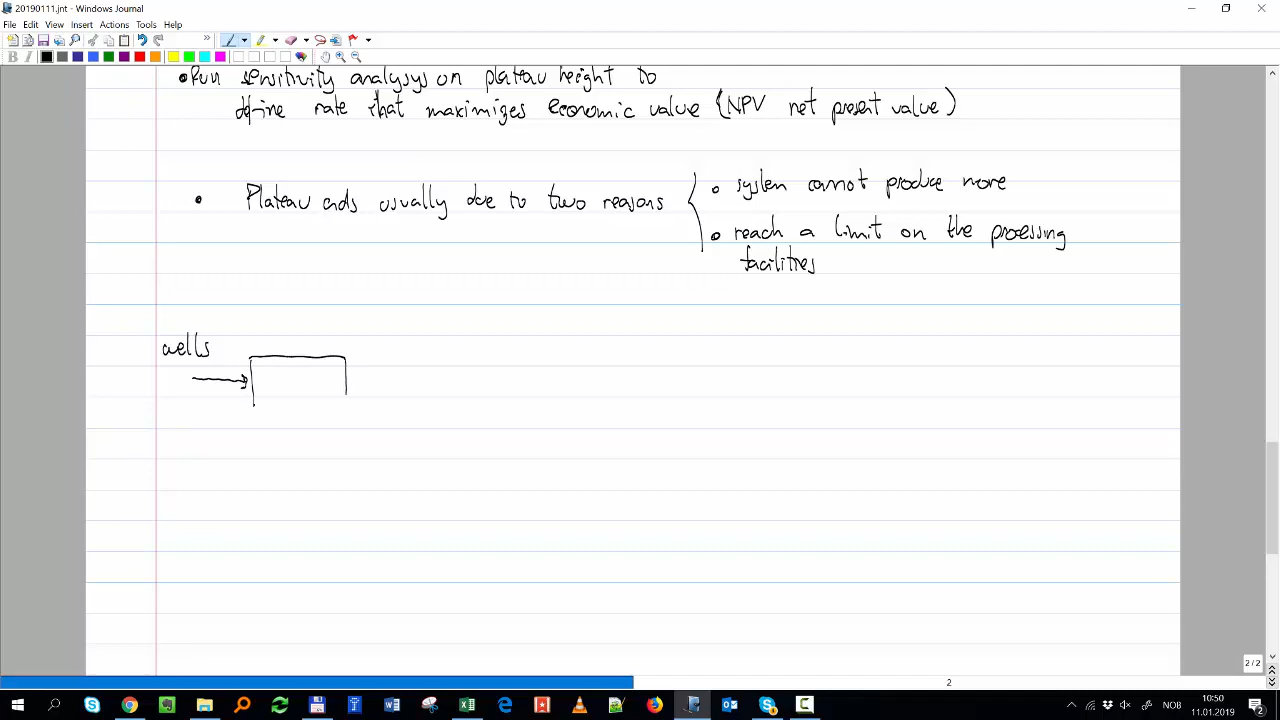 20190111.jnt - Windows Journal
File Edit View Insert Actions Tools Help
B I
• Run sensitivity analysys on plateau height to
define rate that maximizes economic value (NPV net present value)
• Plateau ends usually due to two reasons
• system cannot produce more
• reach a limit on the processing
facilities
wells
2/2
2
NOB
10:50
11.01.2019